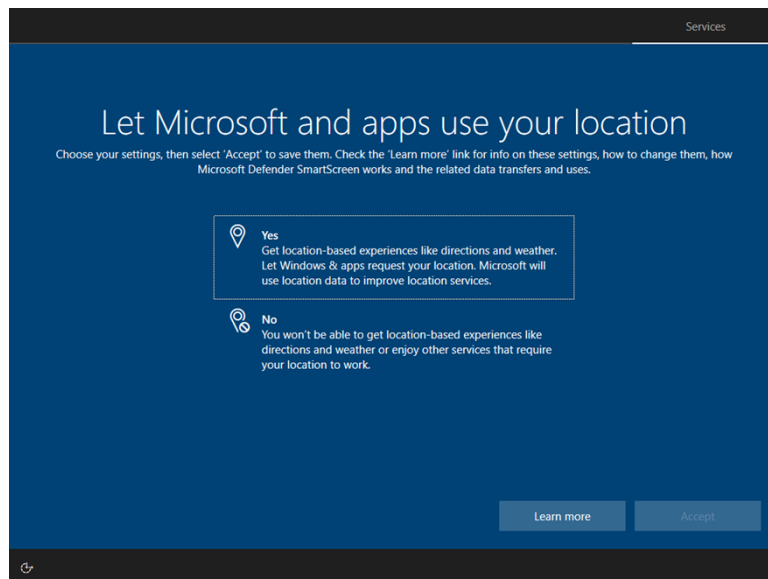 Services
Let Microsoft and apps use your location
Choose your settings, then select 'Accept' to save them. Check the 'Learn more' link for info on these settings, how to change them, how
Microsoft Defender SmartScreen works and the related data transfers and uses.
Yes
Get location-based experiences like directions and weather.
Let Windows & apps request your location. Microsoft will
use location data to improve location services.
No
You won't be able to get location-based experiences like
directions and weather or enjoy other services that require
your location to work.
Learn more
Accept